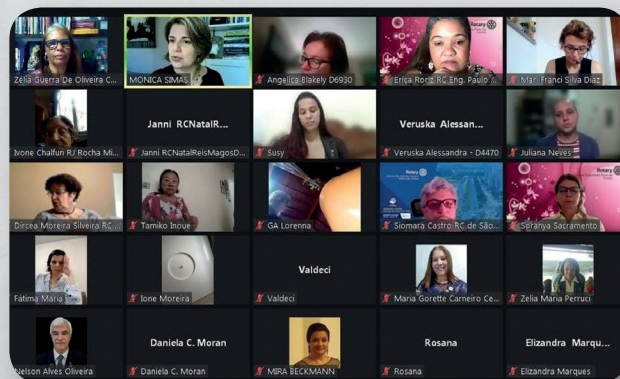 Zélia Guerra De Oliveira C...
MONICA SIMAS
Angelica Blakely D6930
Rotary
Erica Roriz RC Eng. Paulo ...
Mari Franci Silva Diaz
Ivone Chalfun RJ Rocha Mi...
Janni RCNatalR...
Janni RCNatalReisMagosD...
Susy
Veruska Alessan...
Veruska Alessandra - D4470
Juliana Neves
Dircea Moreira Silveira RC ...
Tamiko Inoue
GA Lorenna
Rotary
Siomara Castro RC de São...
Rotary
Sorahya Sacramento
Fátima Maria
Ione Moreira
Valdeci
Valdeci
Maria Gorette Carneiro Ce...
Zelia Maria Perruci
Nelson Alves Oliveira
Daniela C. Moran
Daniela C. Moran
MIRA BECKMANN
Rosana
Rosana
Elizandra Marqu...
Elizandra Marques